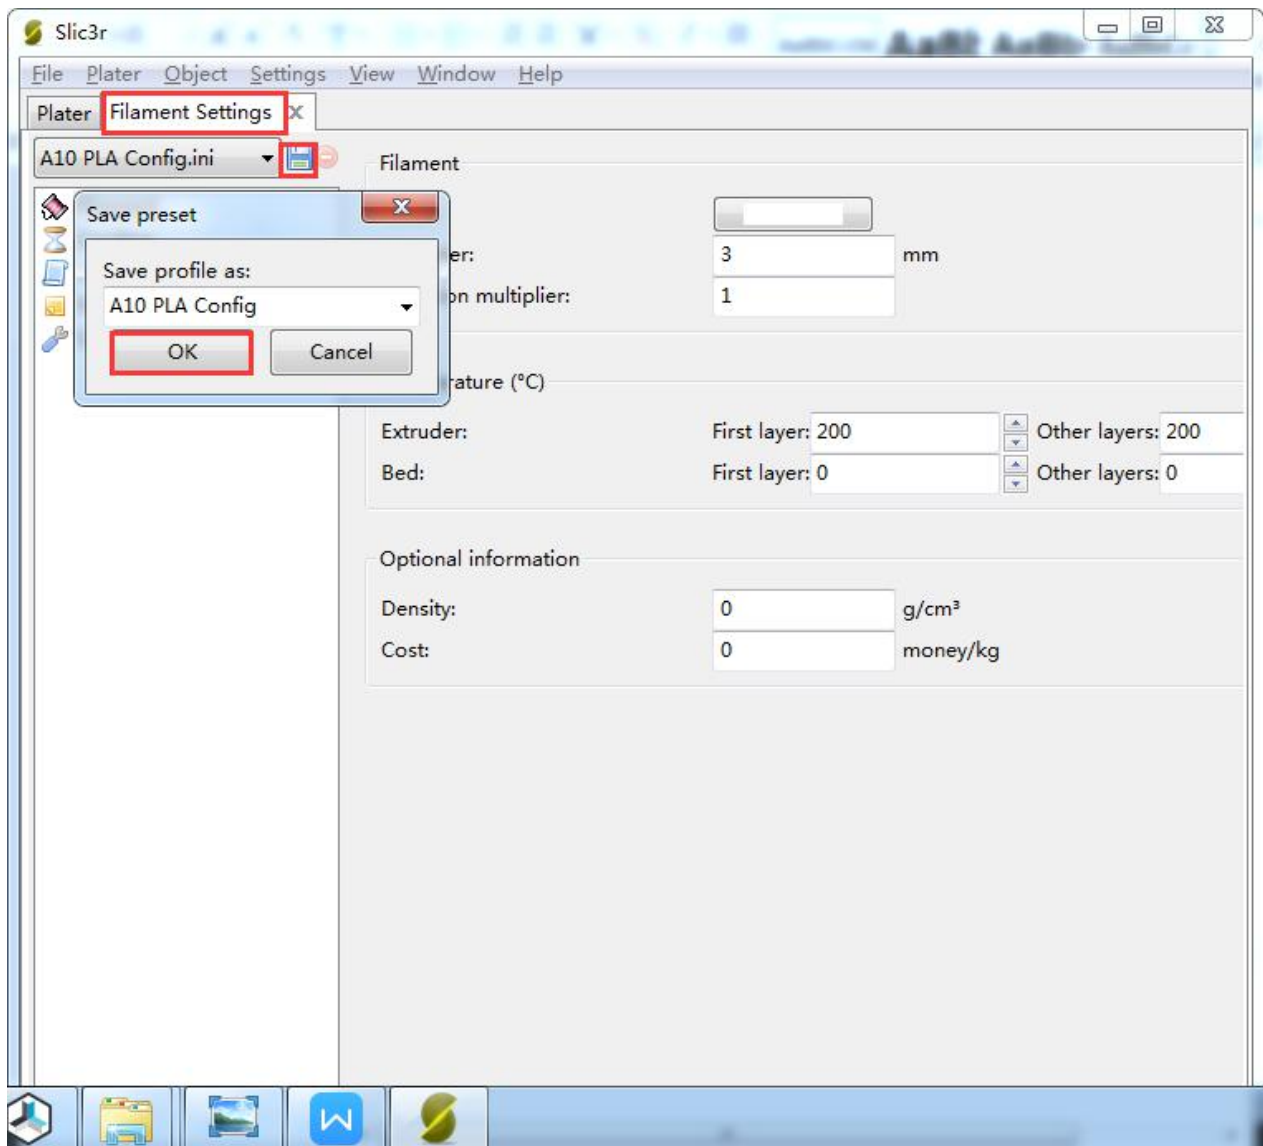 Slic3r
File Plater Object Settings View Window Help
Plater Filament Settings
A10 PLA Config.ini
Filament
Save preset
Save profile as:
A10 PLA Config
OK Cancel
er: 3 mm
on multiplier: 1
rature (°C)
Extruder: First layer: 200 Other layers: 200
Bed: First layer: 0 Other layers: 0
Optional information
Density: 0 g/cm³
Cost: 0 money/kg